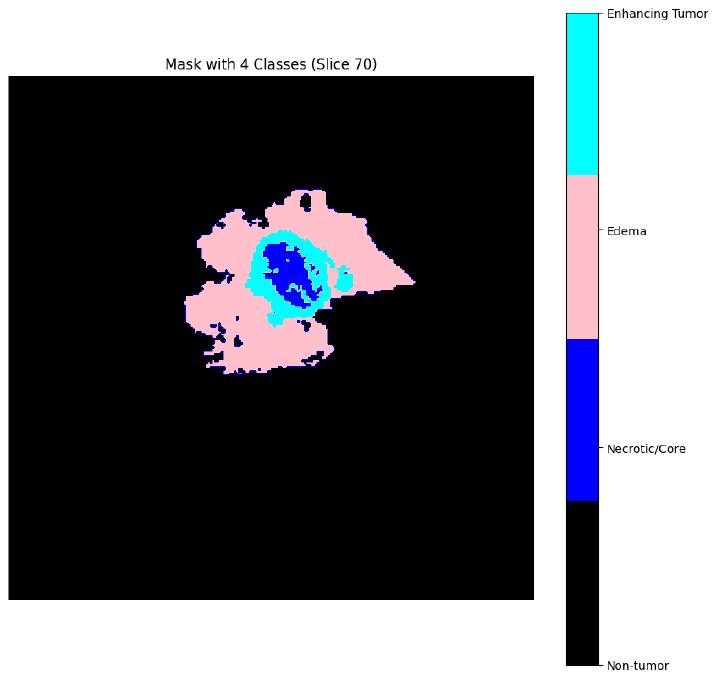 Mask with 4 Classes (Slice 70)
Enhancing Tumor
Edema
Necrotic/Core
Non-tumor